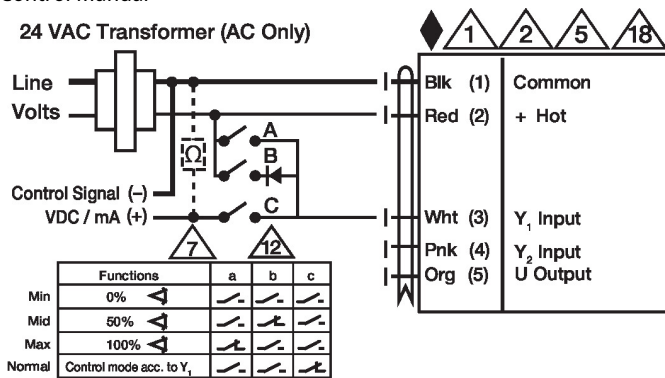 24 VAC Transformer (AC Only)
1 2 5 18
Line
Volts
Blk (1) Common
Red (2) + Hot
A
B
C
Ω
Control Signal (–)
VDC / mA (+)
Wht (3) Y1 Input
Pnk (4) Y2 Input
Org (5) U Output
7 12
Functions a b c
Min 0%
Mid 50%
Max 100%
Normal Control mode acc. to Y1